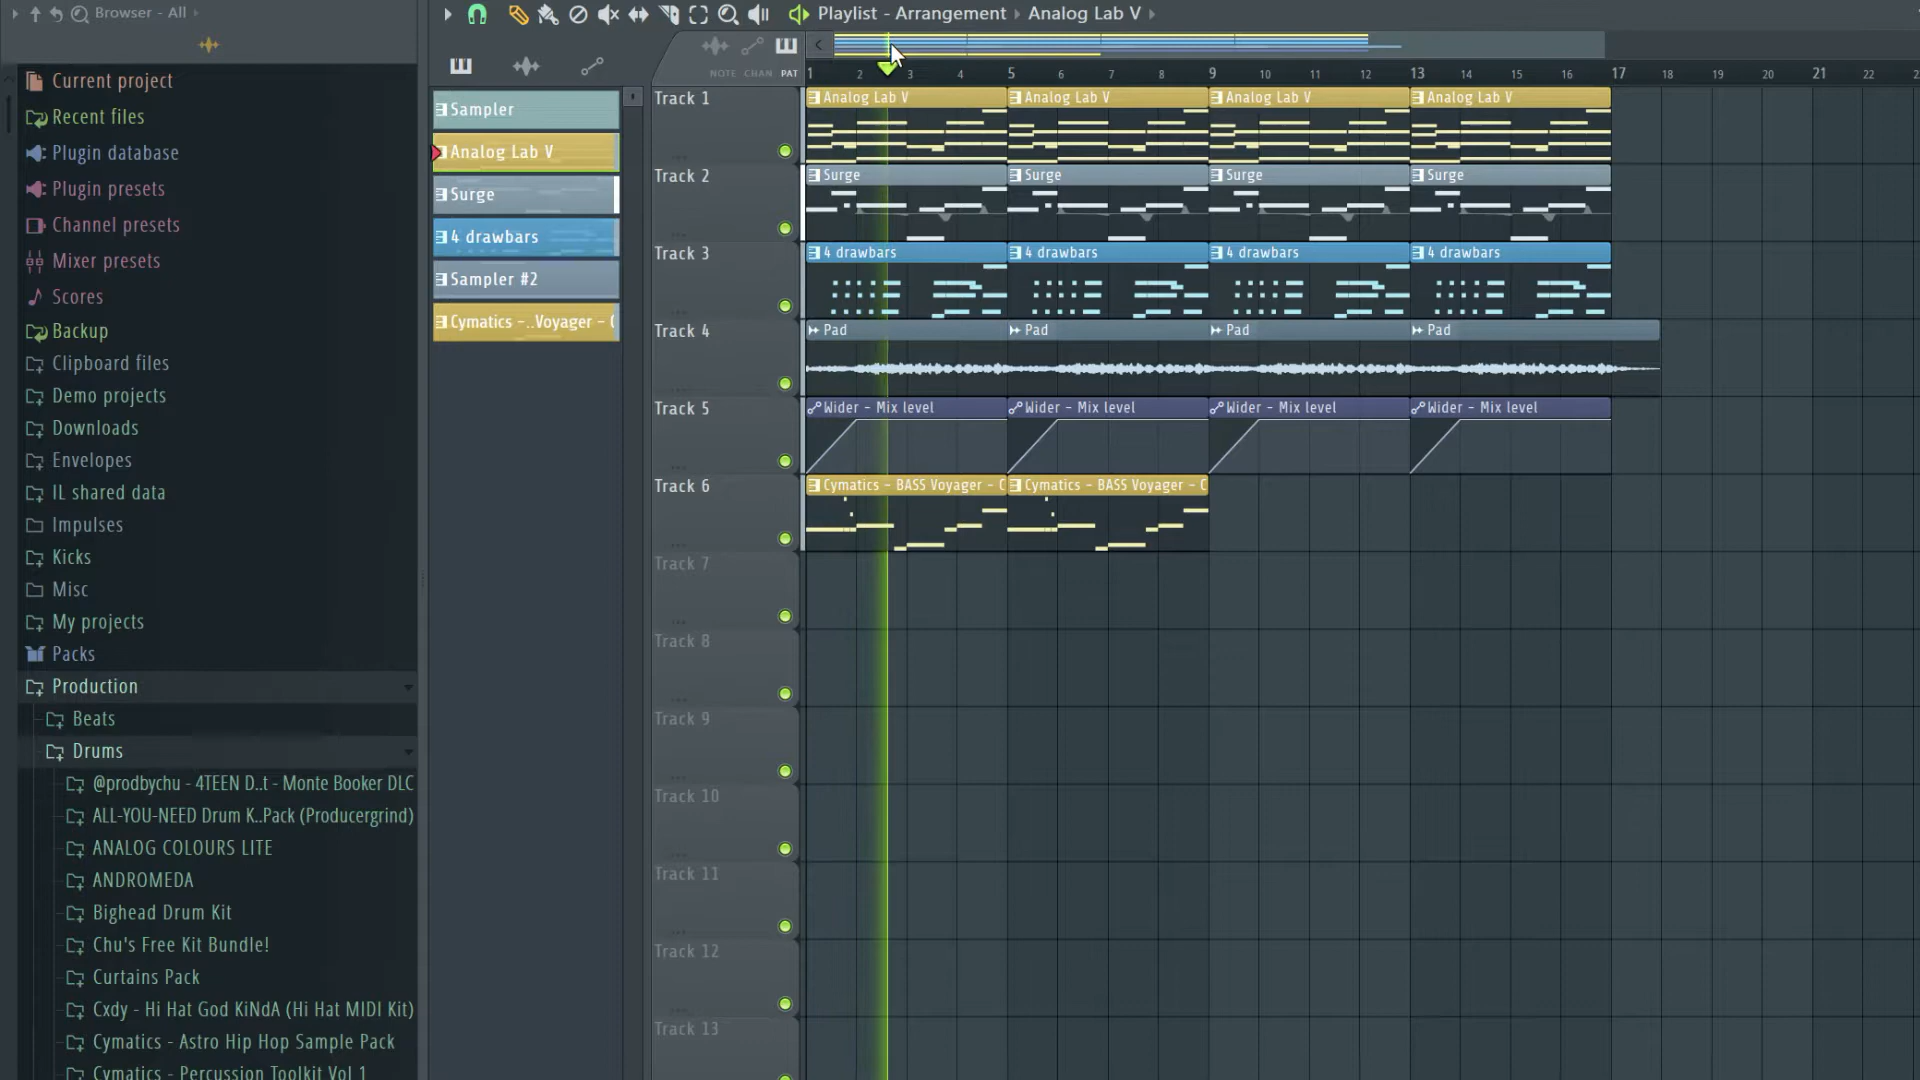 Browser - All
Playlist - Arrangement › Analog Lab V ›
Current project
Recent files
Plugin database
Plugin presets
Channel presets
Mixer presets
Scores
Backup
Clipboard files
Demo projects
Downloads
Envelopes
IL shared data
Impulses
Kicks
Misc
My projects
Packs
Production
Beats
Drums
@prodbychu - 4TEEN D..t - Monte Booker DLC
ALL-YOU-NEED Drum K..Pack (Producergrind)
ANALOG COLOURS LITE
ANDROMEDA
Bighead Drum Kit
Chu's Free Kit Bundle!
Curtains Pack
Cxdy - Hi Hat God KiNdA (Hi Hat MIDI Kit)
Cymatics - Astro Hip Hop Sample Pack
Cymatics - Percussion Toolkit Vol 1
Sampler
Analog Lab V
Surge
4 drawbars
Sampler #2
Cymatics -..Voyager - (
NOTE CHAN PAT
1 2 3 4 5 6 7 8 9 10 11 12 13 14 15 16 17 18 19 20 21 22
Track 1
Analog Lab V Analog Lab V Analog Lab V Analog Lab V
Track 2
Surge Surge Surge Surge
Track 3
4 drawbars 4 drawbars 4 drawbars 4 drawbars
Track 4
Pad Pad Pad Pad
Track 5
Wider - Mix level Wider - Mix level Wider - Mix level Wider - Mix level
Track 6
Cymatics - BASS Voyager - C Cymatics - BASS Voyager - C
Track 7
Track 8
Track 9
Track 10
Track 11
Track 12
Track 13